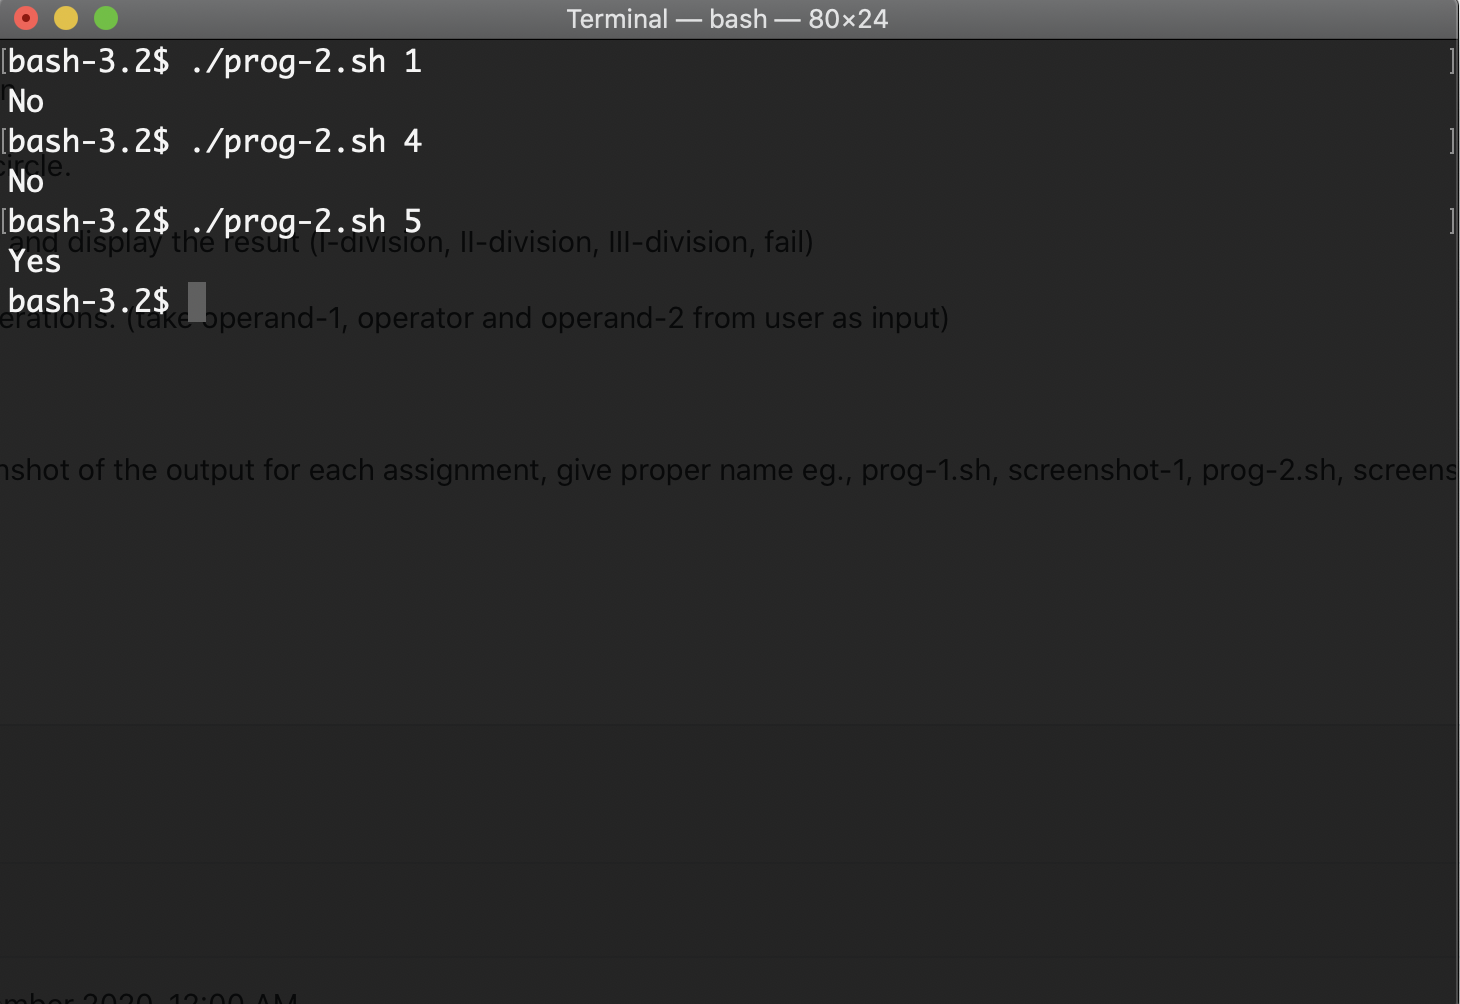 Terminal — bash — 80×24
[bash-3.2$ ./prog-2.sh 1 ]
No
[bash-3.2$ ./prog-2.sh 4 ]
circle.
No
[bash-3.2$ ./prog-2.sh 5 ]
and display the result (I-division, II-division, III-division, fail)
Yes
bash-3.2$
erations. (take operand-1, operator and operand-2 from user as input)
nshot of the output for each assignment, give proper name eg., prog-1.sh, screenshot-1, prog-2.sh, screens
mber 2020, 12:00 AM